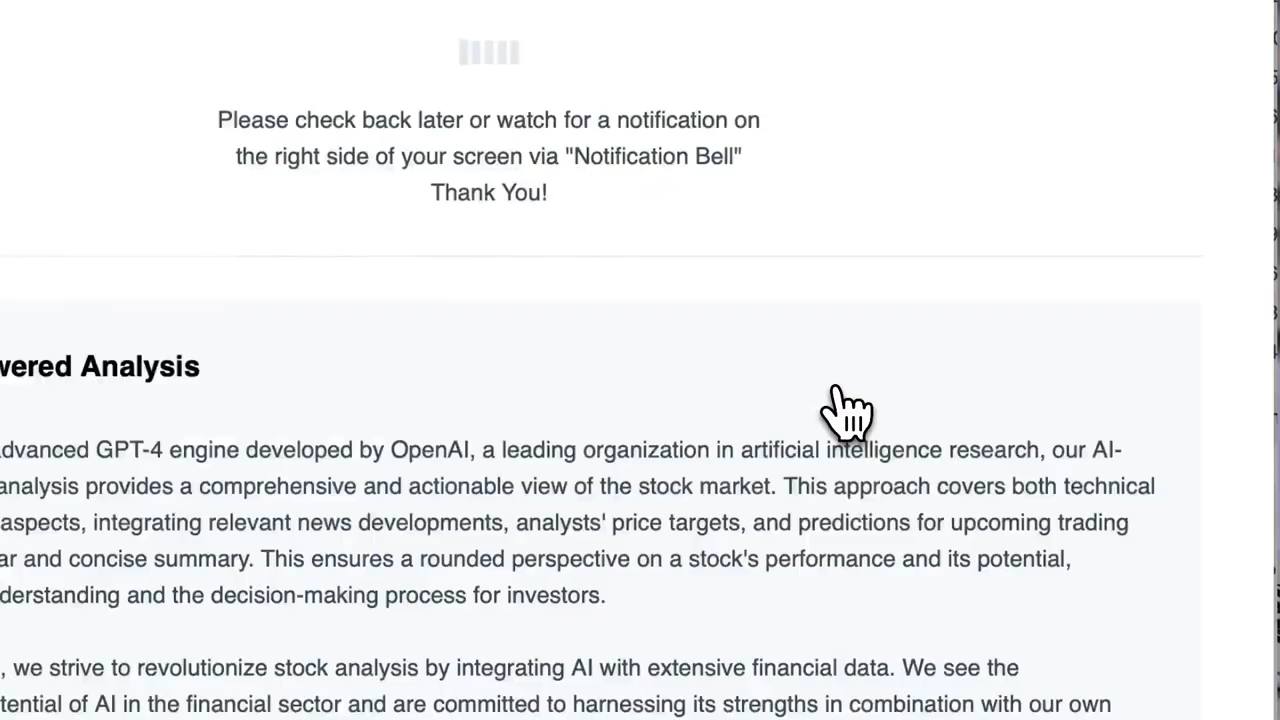 Please check back later or watch for a notification on
the right side of your screen via "Notification Bell"
Thank You!
wered Analysis
dvanced GPT-4 engine developed by OpenAI, a leading organization in artificial intelligence research, our AI-
analysis provides a comprehensive and actionable view of the stock market. This approach covers both technical
aspects, integrating relevant news developments, analysts' price targets, and predictions for upcoming trading
ar and concise summary. This ensures a rounded perspective on a stock's performance and its potential,
derstanding and the decision-making process for investors.
, we strive to revolutionize stock analysis by integrating AI with extensive financial data. We see the
tential of AI in the financial sector and are committed to harnessing its strengths in combination with our own